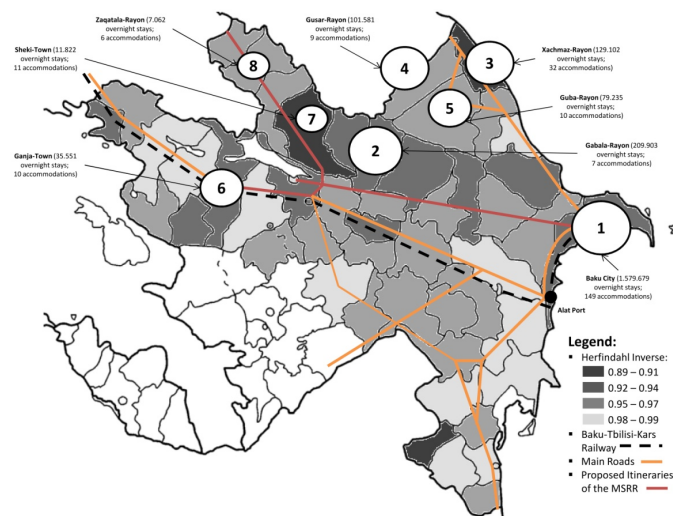 Zaqatala-Rayon (7.062
overnight stays;
6 accommodations)
Gusar-Rayon (101.581
overnight stays;
9 accommodations)
Xachmaz-Rayon (129.102
overnight stays;
32 accommodations)
Sheki-Town (11.822
overnight stays;
11 accommodations)
Guba-Rayon (79.235
overnight stays;
10 accommodations)
Gabala-Rayon (209.903
overnight stays;
7 accommodations)
Ganja-Town (35.551
overnight stays;
10 accommodations)
8
4
3
5
7
2
6
1
Baku City (1.579.679
overnight stays;
149 accommodations)
Alat Port
Legend:
Herfindahl Inverse:
0.89 – 0.91
0.92 – 0.94
0.95 – 0.97
0.98 – 0.99
Baku-Tbilisi-Kars
Railway
Main Roads
Proposed Itineraries
of the MSRR